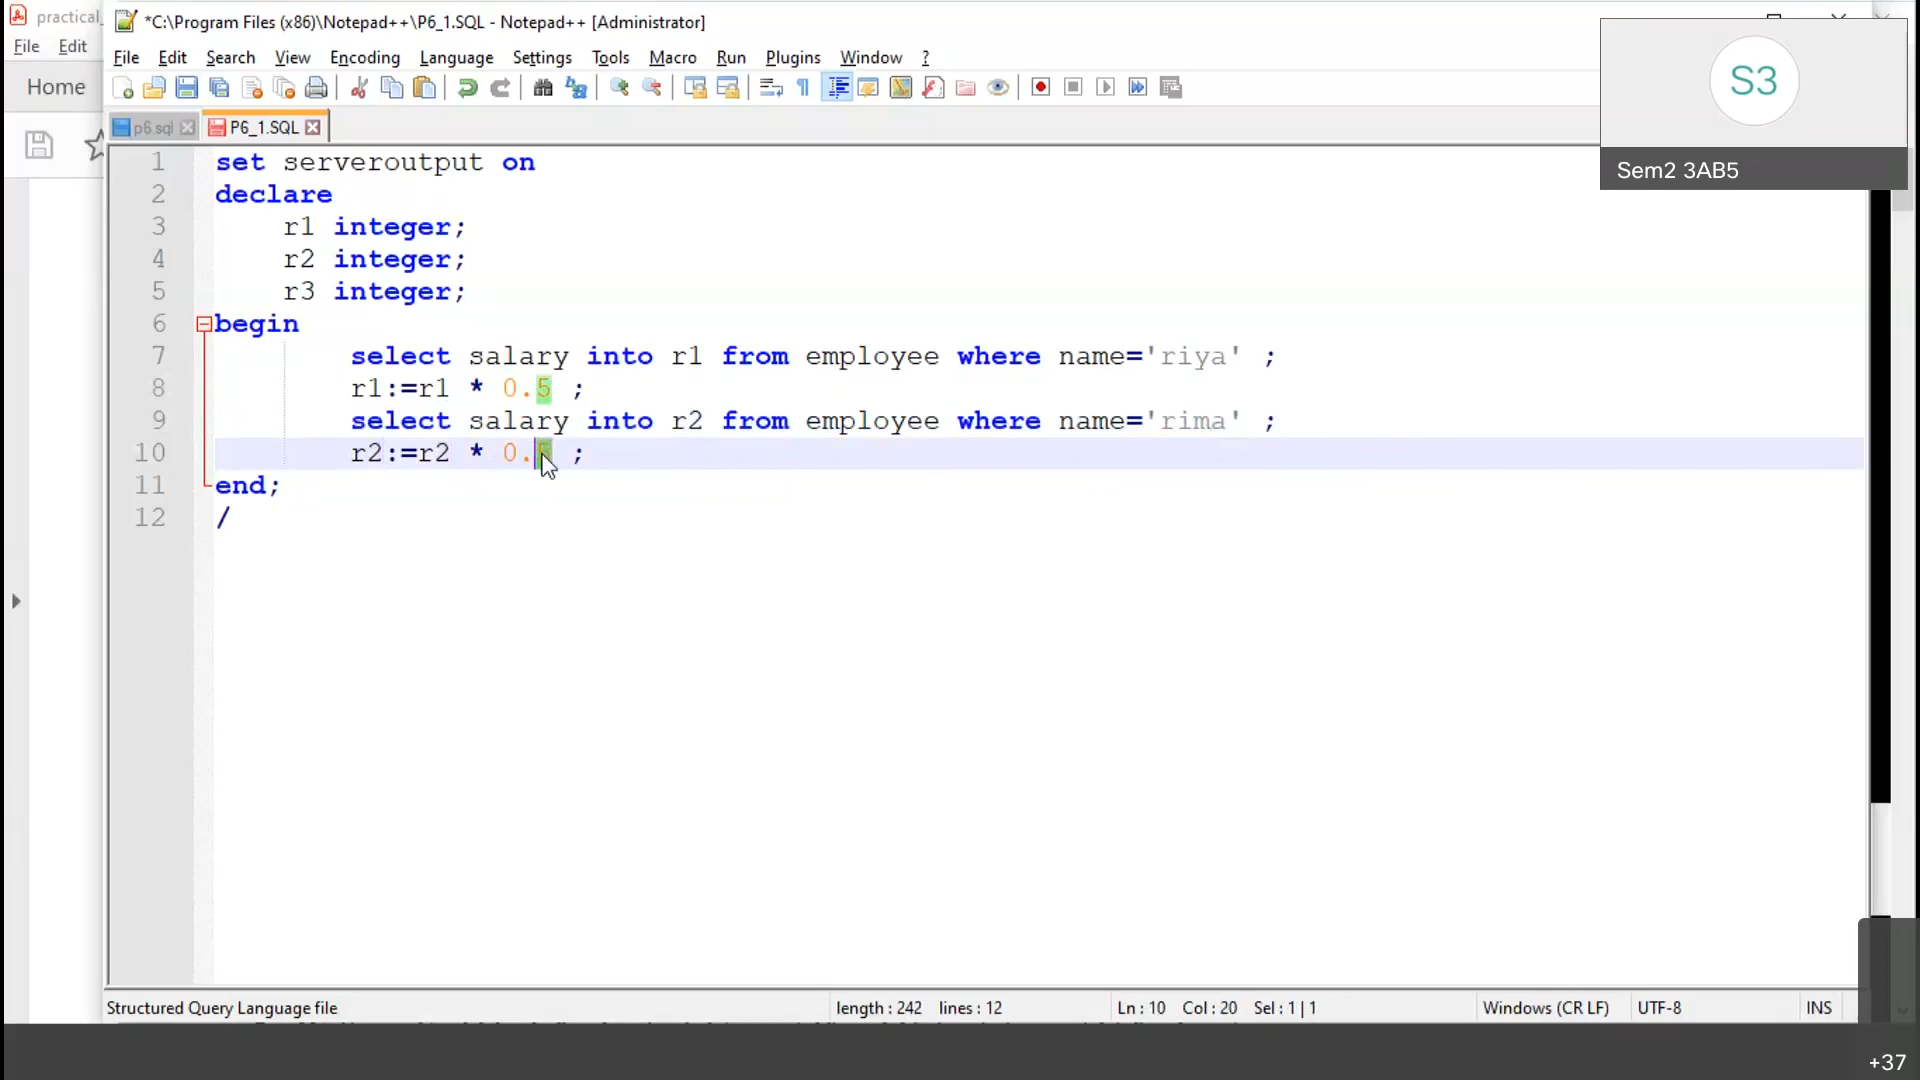 practical_
File Edit
Home
*C:\Program Files (x86)\Notepad++\P6_1.SQL - Notepad++ [Administrator]
File Edit Search View Encoding Language Settings Tools Macro Run Plugins Window ?
p6.sql P6_1.SQL
1 set serveroutput on
2 declare
3 r1 integer;
4 r2 integer;
5 r3 integer;
6 begin
7 select salary into r1 from employee where name='riya' ;
8 r1:=r1 * 0.5 ;
9 select salary into r2 from employee where name='rima' ;
10 r2:=r2 * 0.5 ;
11 end;
12 /
S3
Sem2 3AB5
Structured Query Language file length : 242 lines : 12 Ln : 10 Col : 20 Sel : 1 | 1 Windows (CR LF) UTF-8 INS
+37